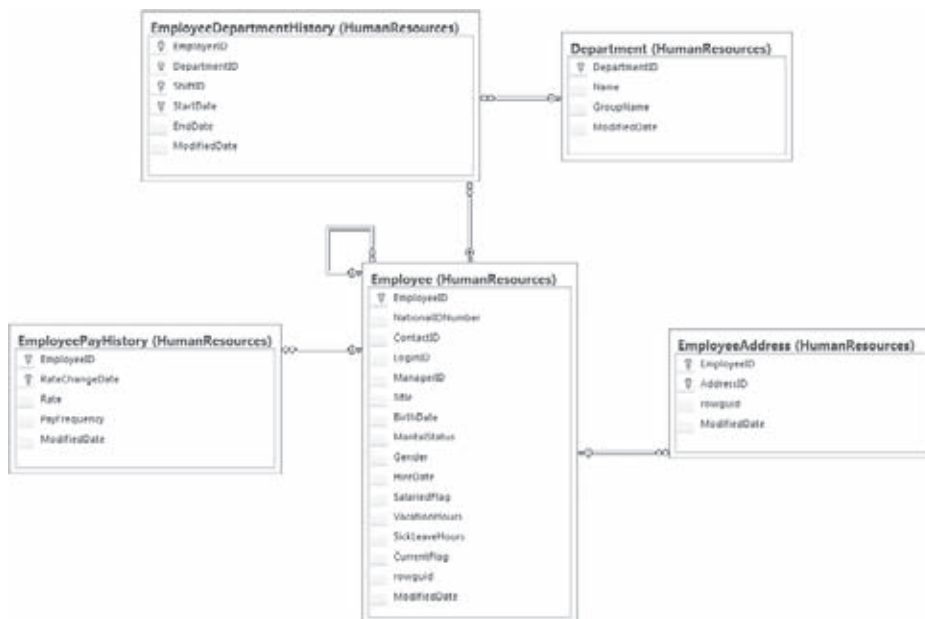 EmployeeDepartmentHistory (HumanResources)
EmployeeID
DepartmentID
ShiftID
StartDate
EndDate
ModifiedDate
Department (HumanResources)
DepartmentID
Name
GroupName
ModifiedDate
Employee (HumanResources)
EmployeeID
NationalIDNumber
ContactID
LoginID
ManagerID
Title
BirthDate
MaritalStatus
Gender
HireDate
SalariedFlag
VacationHours
SickLeaveHours
CurrentFlag
rowguid
ModifiedDate
EmployeePayHistory (HumanResources)
EmployeeID
RateChangeDate
Rate
PayFrequency
ModifiedDate
EmployeeAddress (HumanResources)
EmployeeID
AddressID
rowguid
ModifiedDate